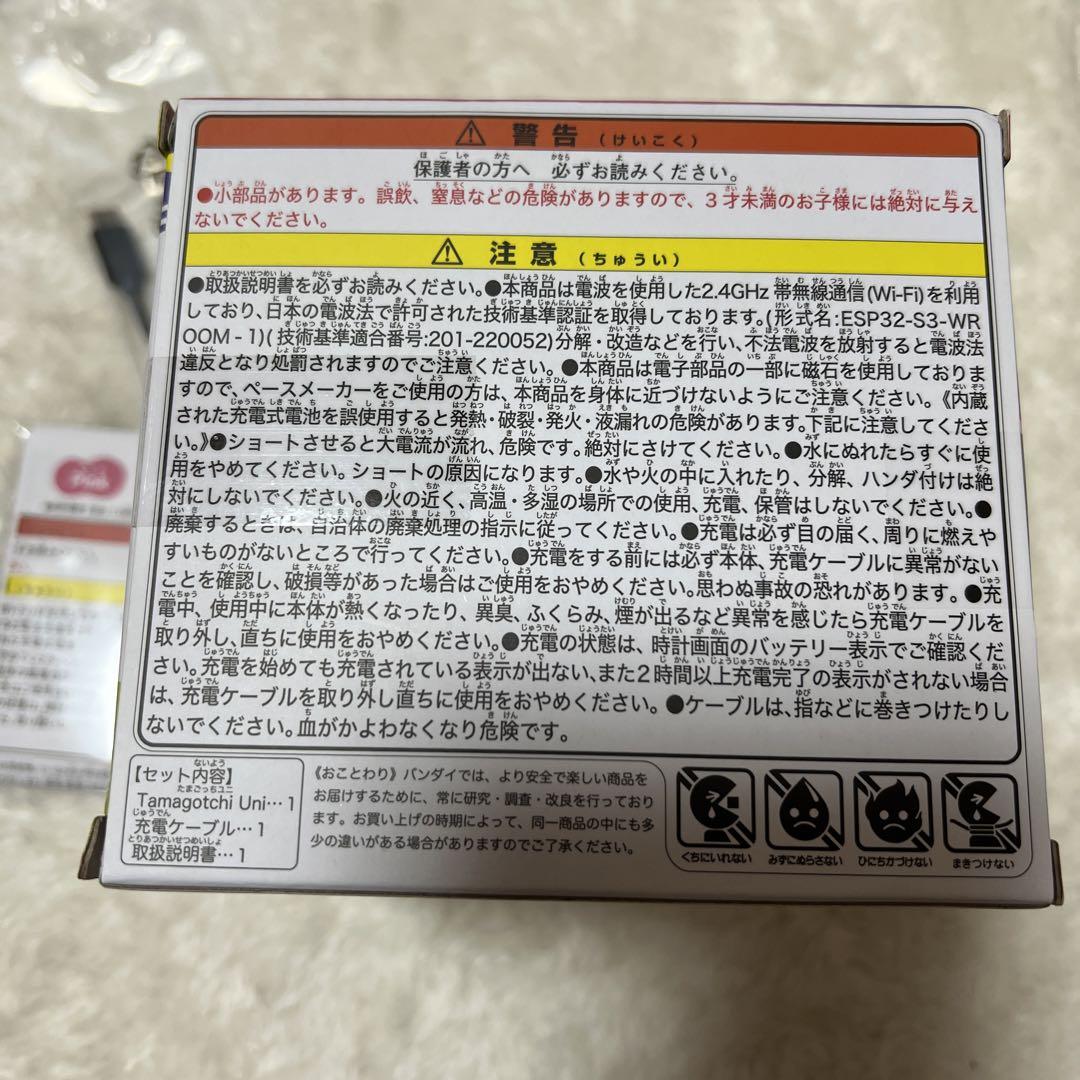 警告(けいこく)
保護者の方へ 必ずお読みください。
●小部品があります。誤飲、窒息などの危険がありますので、3才未満のお子様には絶対に与え
ないでください。
注意(ちゅうい)
●取扱説明書を必ずお読みください。●本商品は電波を使用した2.4GHz 帯無線通信(Wi-Fi)を利用
しており、日本の電波法で許可された技術基準認証を取得しております。(形式名:ESP32-S3-WR
OOM-1)(技術基準適合番号:201-220052)分解・改造などを行い、不法電波を放射すると電波法
違反となり処罰されますのでご注意ください。●本商品は電子部品の一部に磁石を使用しておりま
すので、ペースメーカーをご使用の方は、本商品を身体に近づけないようにご注意ください。《内蔵
された充電式電池を誤使用すると発熱・破裂・発火・液漏れの危険があります。下記に注意してくださ
い。》●ショートさせると大電流が流れ、危険です。絶対にさけてください。●水にぬれたらすぐに使
用をやめてください。ショートの原因になります。●水や火の中に入れたり、分解、ハンダ付けは絶
対にしないでください。●火の近く、高温・多湿の場所での使用、充電、保管はしないでください。●
廃棄するときは、自治体の廃棄処理の指示に従ってください。●充電は必ず目の届く、周りに燃えや
すいものがないところで行ってください。●充電をする前には必ず本体、充電ケーブルに異常がない
ことを確認し、破損等があった場合はご使用をおやめください。思わぬ事故の恐れがあります。●充
電中、使用中に本体が熱くなったり、異臭、ふくらみ、煙が出るなど異常を感じたら充電ケーブルを
取り外し、直ちに使用をおやめください。●充電の状態は、時計画面のバッテリー表示でご確認くだ
さい。充電を始めても充電されている表示が出ない、また2時間以上充電完了の表示がされない場合
は、充電ケーブルを取り外し直ちに使用をおやめください。●ケーブルは、指などに巻きつけたりし
ないでください。血がかよわなくなり危険です。
【セット内容】
Tamagotchi Uni…1
充電ケーブル…1
取扱説明書…1
《おことわり》バンダイでは、より安全で楽しい商品を
お届けするために、常に研究・調査・改良を行っており
ます。お買い上げの時期によって、同一商品の中にも多
少の違いがある場合がありますのでご了承ください。
くちにいれない
みずにぬらさない
ひにちかづけない
まきつけない
Pink